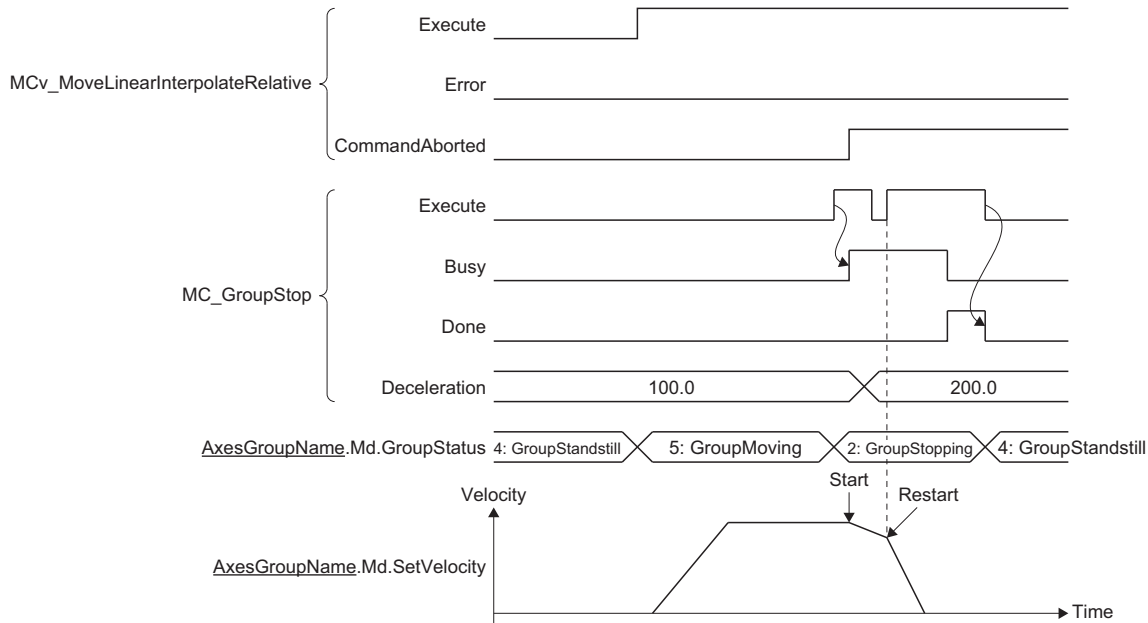 Execute
MCv_MoveLinearInterpolateRelative
Error
CommandAborted
Execute
Busy
MC_GroupStop
Done
Deceleration 100.0 200.0
AxesGroupName.Md.GroupStatus 4: GroupStandstill 5: GroupMoving 2: GroupStopping 4: GroupStandstill
Start
Velocity Restart
AxesGroupName.Md.SetVelocity
Time